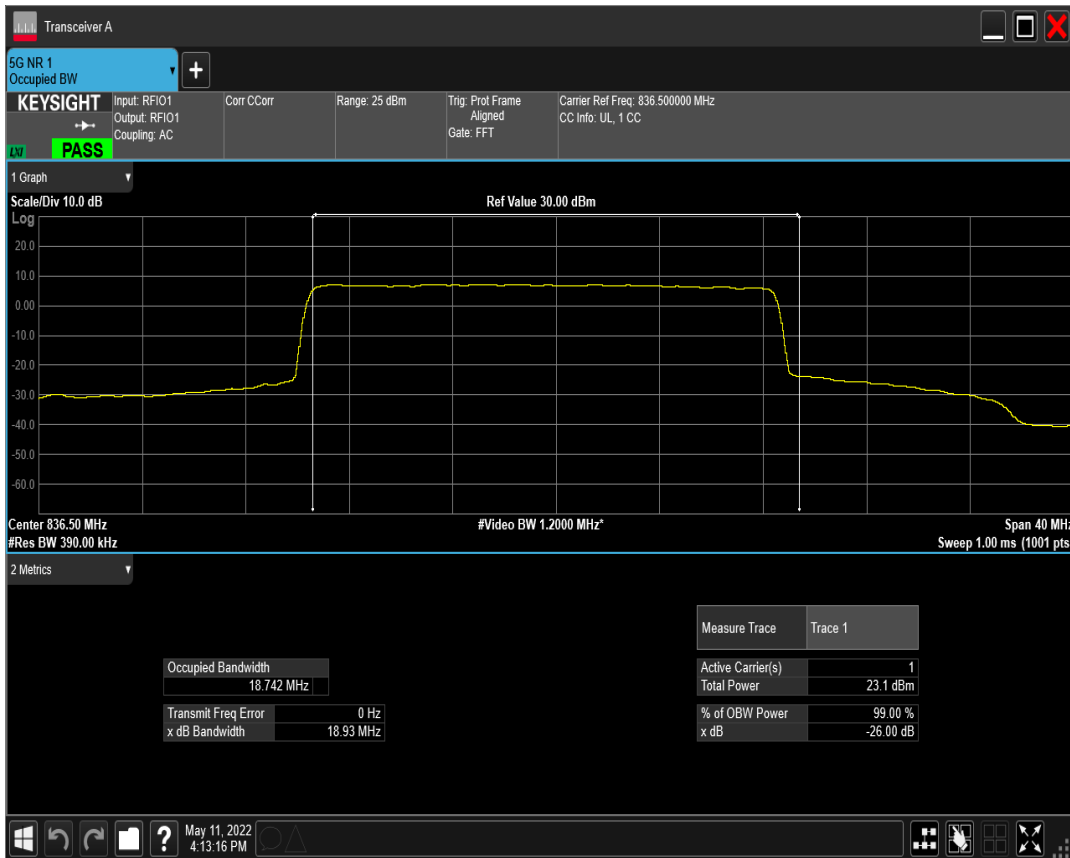 Transceiver A
5G NR 1
Occupied BW
+
KEYSIGHT
LXI
PASS
Input: RFIO1
Output: RFIO1
Coupling: AC
Corr CCorr
Range: 25 dBm
Trig: Prot Frame
Aligned
Gate: FFT
Carrier Ref Freq: 836.500000 MHz
CC Info: UL, 1 CC
1 Graph
Scale/Div 10.0 dB
Ref Value 30.00 dBm
Log
20.0
10.0
0.00
-10.0
-20.0
-30.0
-40.0
-50.0
-60.0
Center 836.50 MHz
#Video BW 1.2000 MHz*
Span 40 MHz
#Res BW 390.00 kHz
Sweep 1.00 ms (1001 pts
2 Metrics
Measure Trace Trace 1
Occupied Bandwidth
18.742 MHz
Active Carrier(s) 1
Total Power 23.1 dBm
Transmit Freq Error 0 Hz
x dB Bandwidth 18.93 MHz
% of OBW Power 99.00 %
x dB -26.00 dB
?
May 11, 2022
4:13:16 PM